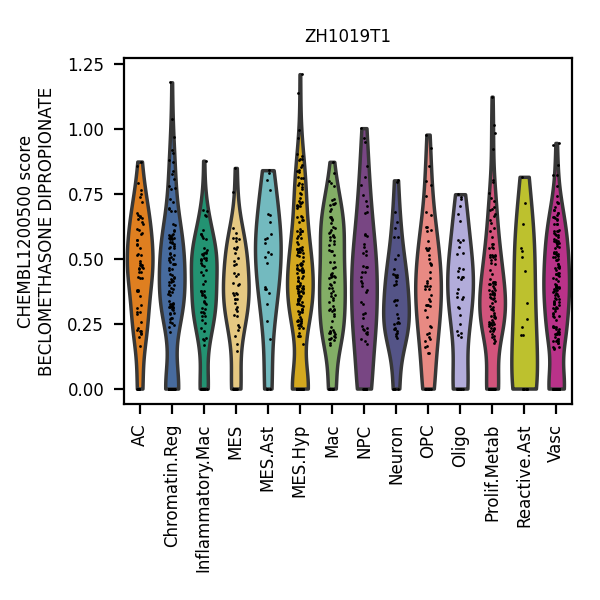 ZH1019T1
CHEMBL1200500 score
BECLOMETHASONE DIPROPIONATE
1.25
1.00
0.75
0.50
0.25
0.00
AC
Chromatin.Reg
Inflammatory.Mac
MES
MES.Ast
MES.Hyp
Mac
NPC
Neuron
OPC
Oligo
Prolif.Metab
Reactive.Ast
Vasc